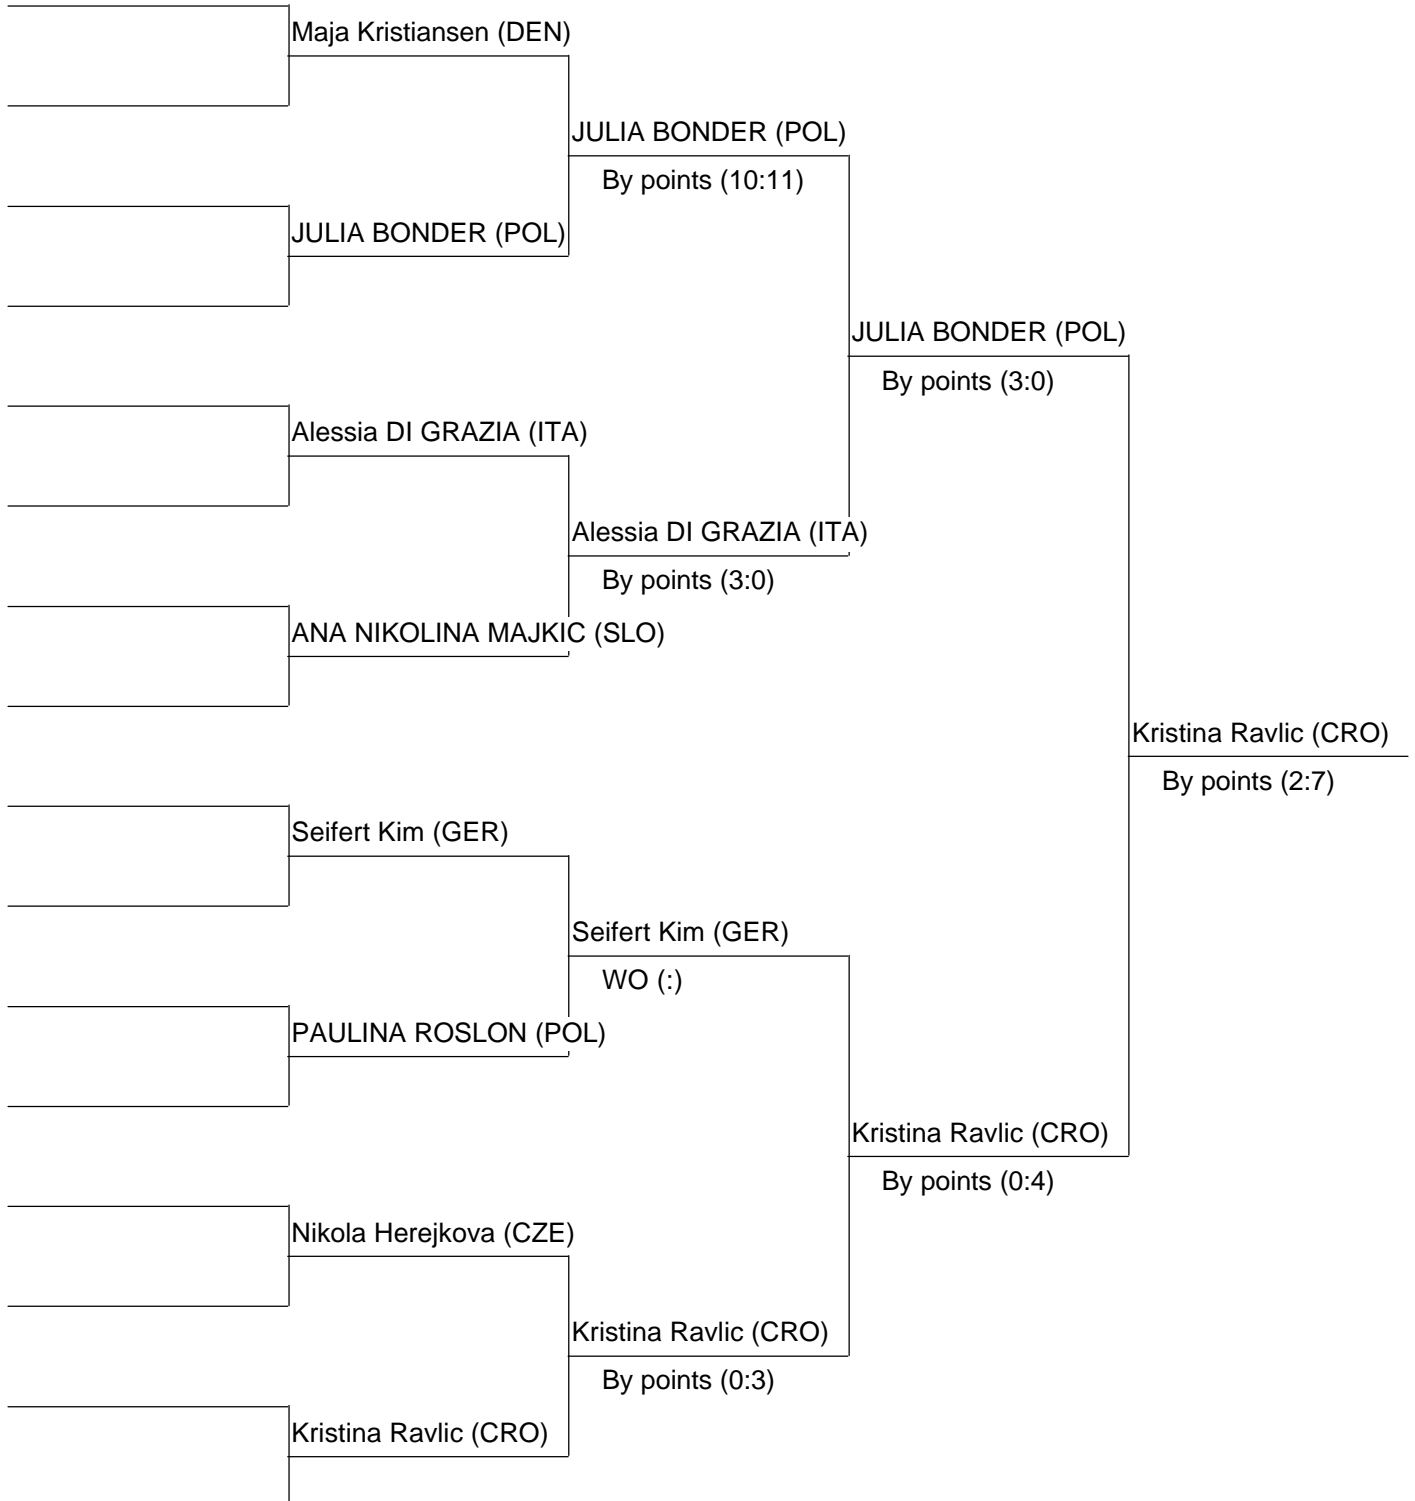 Maja Kristiansen (DEN)
JULIA BONDER (POL)
By points (10:11)
JULIA BONDER (POL)
JULIA BONDER (POL)
By points (3:0)
Alessia DI GRAZIA (ITA)
Alessia DI GRAZIA (ITA)
By points (3:0)
ANA NIKOLINA MAJKIC (SLO)
Kristina Ravlic (CRO)
By points (2:7)
Seifert Kim (GER)
Seifert Kim (GER)
WO (:)
PAULINA ROSLON (POL)
Kristina Ravlic (CRO)
By points (0:4)
Nikola Herejkova (CZE)
Kristina Ravlic (CRO)
By points (0:3)
Kristina Ravlic (CRO)